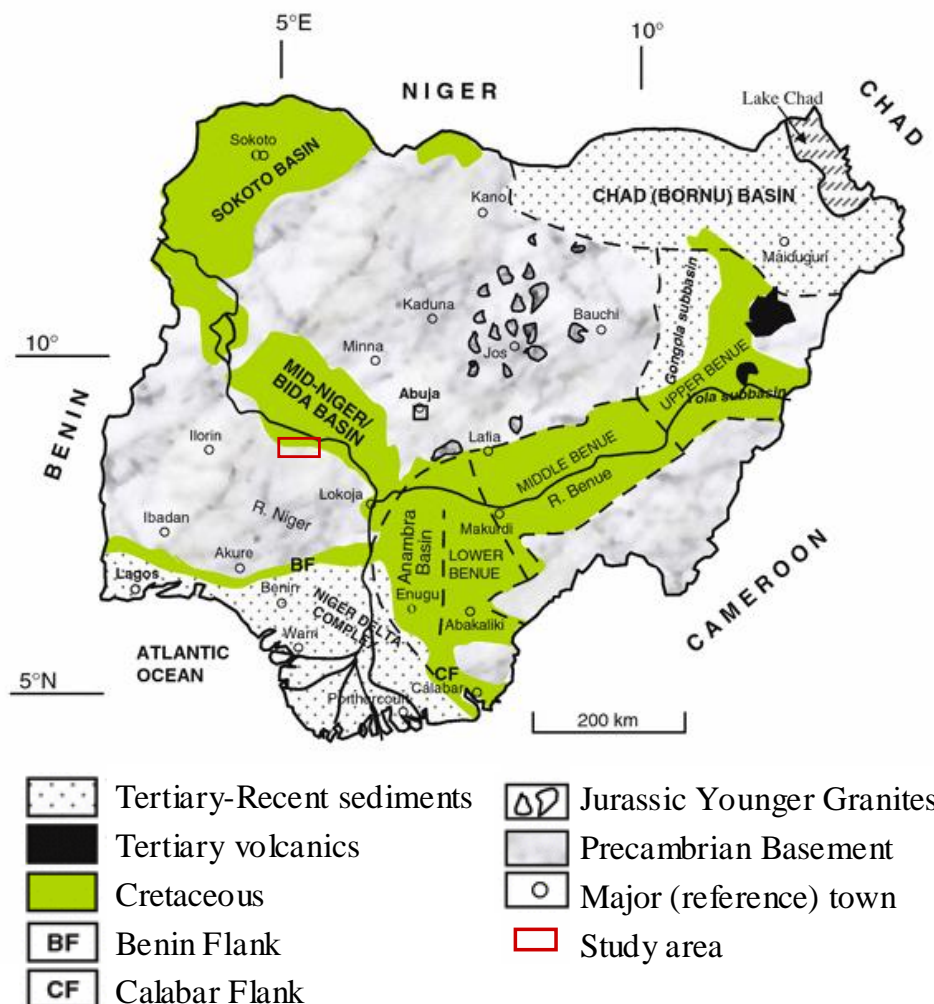 5°E
10°
NIGER
CHAD
Lake Chad
Sokoto
SOKOTO BASIN
Kano
CHAD (BORNU) BASIN
Maiduguri
Kaduna
Bauchi
Gongola subbasin
Minna
Jos
10°
UPPER BENUE
Yola subbasin
MID-NIGER/
BIDA BASIN
Abuja
BENIN
Ilorin
Lafia
MIDDLE BENUE
R. Benue
Lokoja
R. Niger
Makurdi
Ibadan
Anambra
Basin
LOWER
BENUE
Akure
BF
Lagos
Benin
Enugu
Abakaliki
NIGER DELTA
COMPLEX
Warri
CAMEROON
ATLANTIC
OCEAN
CF
Calabar
5°N
Portharcourt
200 km
Tertiary-Recent sediments
Tertiary volcanics
Cretaceous
BF Benin Flank
CF Calabar Flank
Jurassic Younger Granites
Precambrian Basement
Major (reference) town
Study area